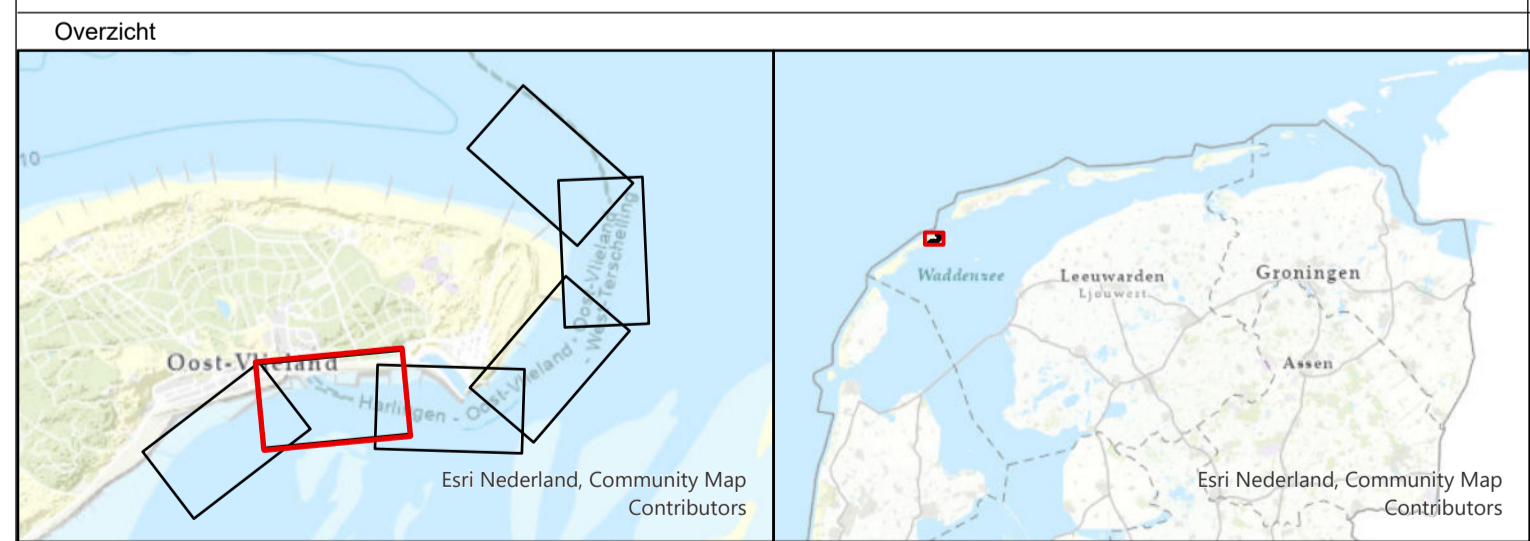 Overzicht
10
Oost-Vlieland
Harlingen - Oost-Vlieland
Oost-Vlieland
- West-Terschelling
Esri Nederland, Community Map
Contributors
Waddenzee
Leeuwarden
Ljouwert
Groningen
Assen
Esri Nederland, Community Map
Contributors